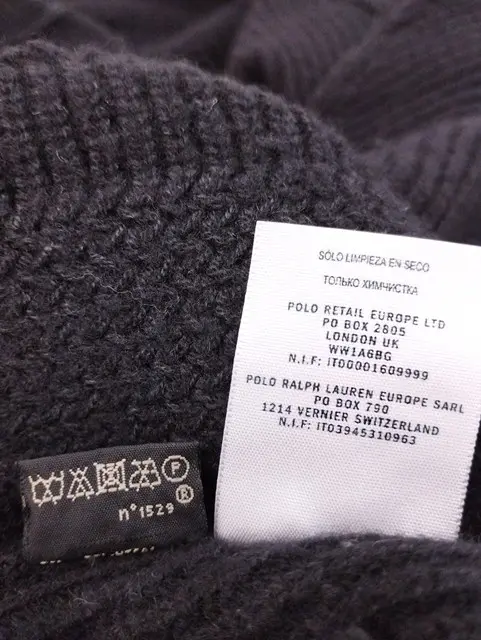 SÓLO LIMPIEZA EN SECO
ТОЛЬКО ХИМЧИСТКА
POLO RETAIL EUROPE LTD
PO BOX 2805
LONDON UK
WW1A6BG
N.I.F: IT00001609999
POLO RALPH LAUREN EUROPE SARL
PO BOX 790
1214 VERNIER SWITZERLAND
N.I.F: IT03945310963
P
®
n° 1529